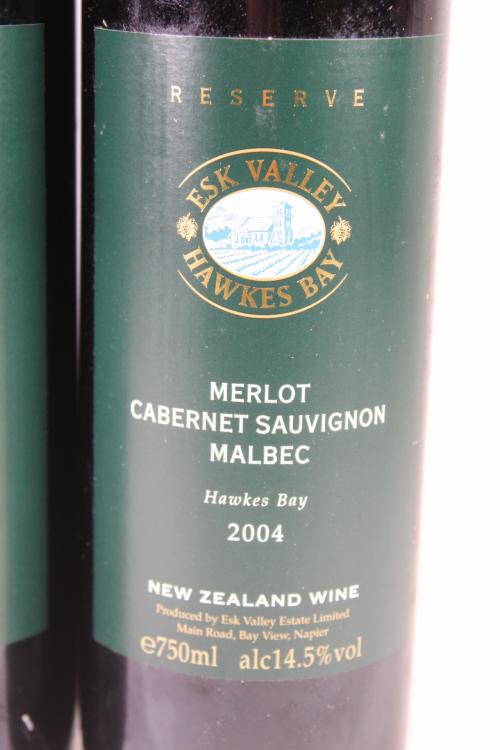 RESERVE
ESK VALLEY
HAWKES BAY
MERLOT
CABERNET SAUVIGNON
MALBEC
Hawkes Bay
2004
NEW ZEALAND WINE
Produced by Esk Valley Estate Limited
Main Road, Bay View, Napier
e750ml alc14.5%vol